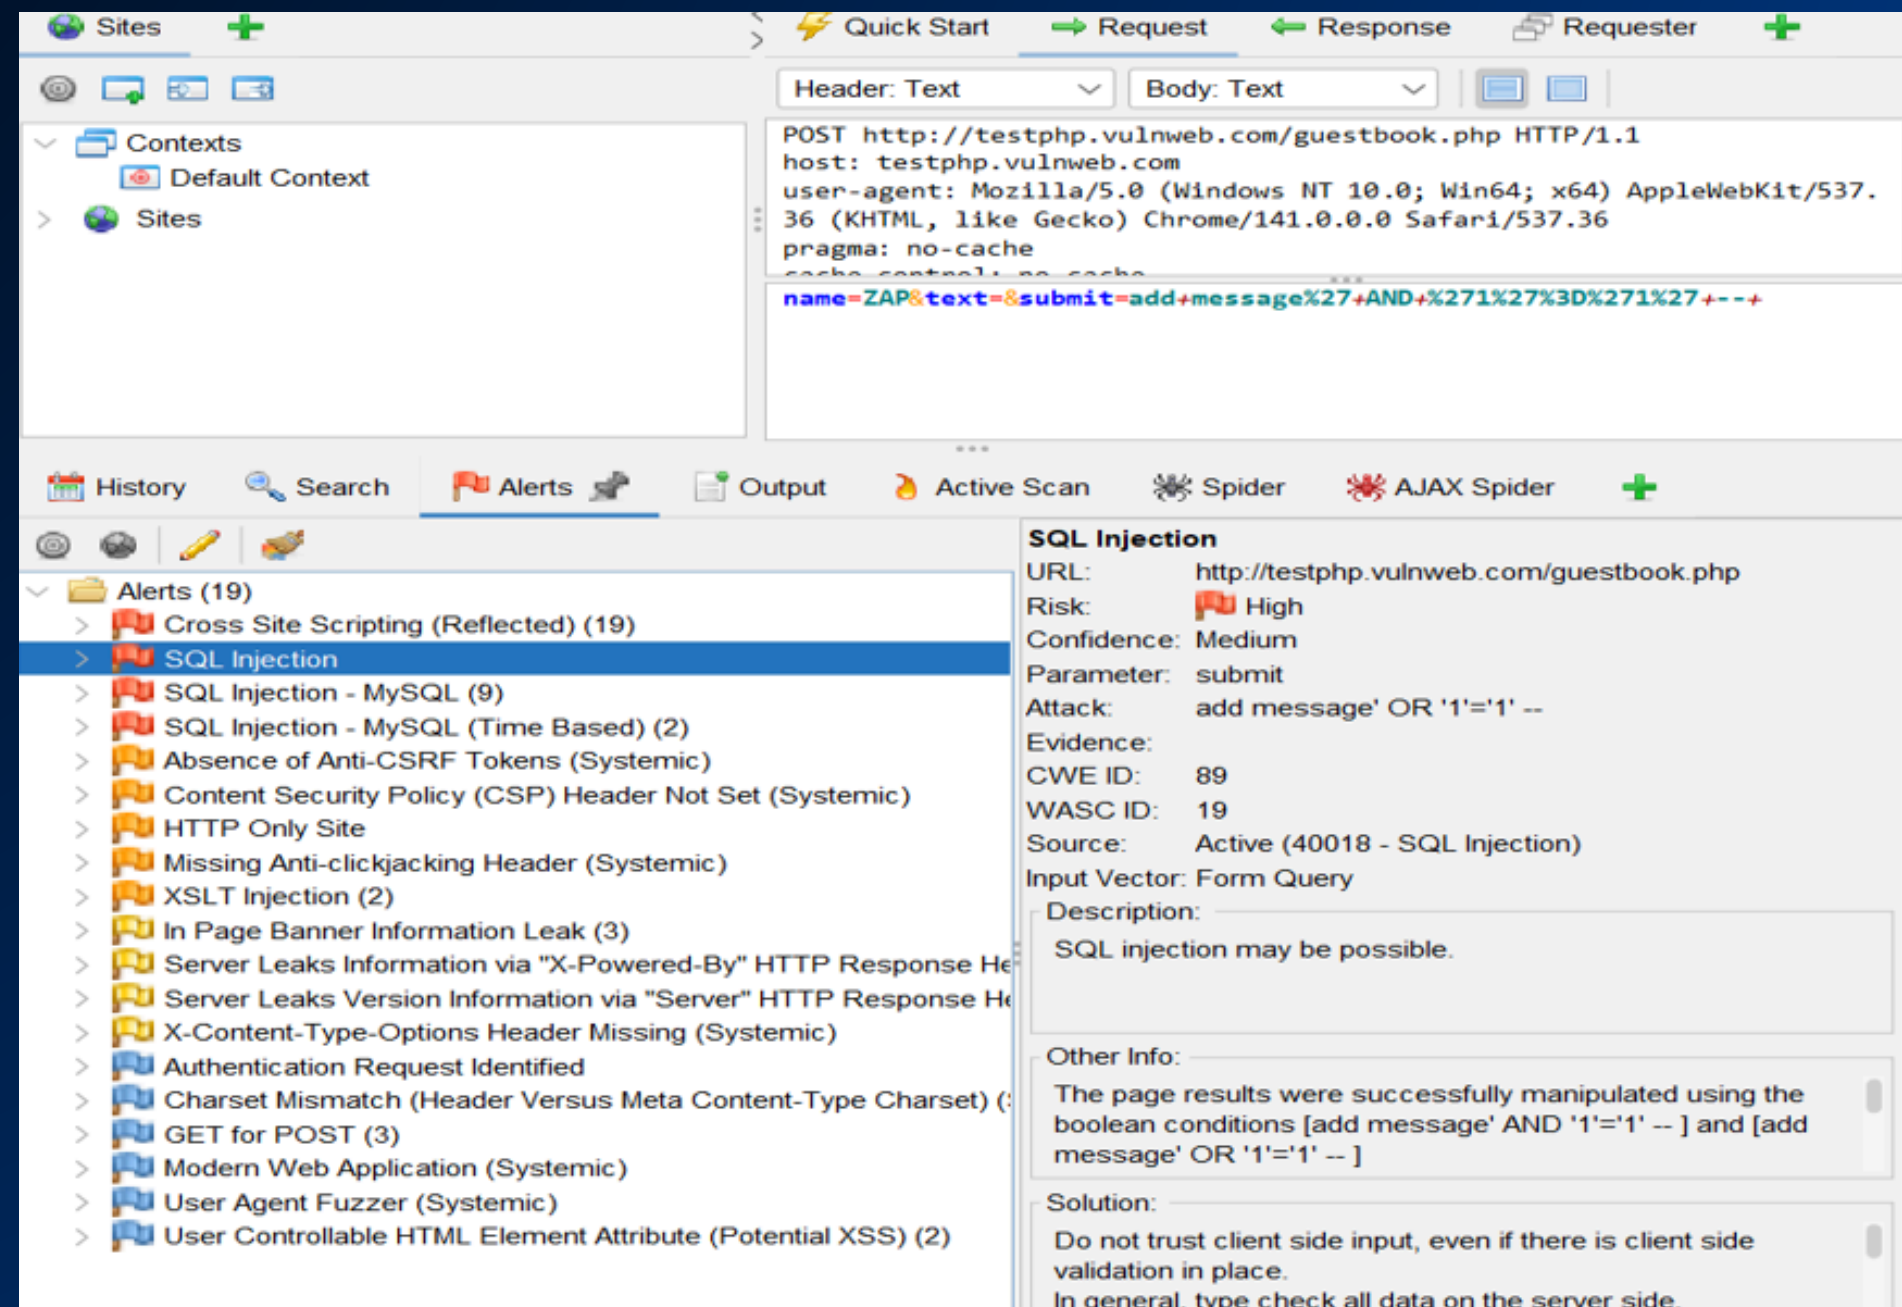 Sites
Quick Start
Request
Response
Requester
Header: Text
Body: Text
Contexts
Default Context
Sites
POST http://testphp.vulnweb.com/guestbook.php HTTP/1.1
host: testphp.vulnweb.com
user-agent: Mozilla/5.0 (Windows NT 10.0; Win64; x64) AppleWebKit/537.
36 (KHTML, like Gecko) Chrome/141.0.0.0 Safari/537.36
pragma: no-cache
cache-control: no-cache
name=ZAP&text=&submit=add+message%27+AND+%271%27%3D%271%27+--+
History
Search
Alerts
Output
Active Scan
Spider
AJAX Spider
Alerts (19)
Cross Site Scripting (Reflected) (19)
SQL Injection
SQL Injection - MySQL (9)
SQL Injection - MySQL (Time Based) (2)
Absence of Anti-CSRF Tokens (Systemic)
Content Security Policy (CSP) Header Not Set (Systemic)
HTTP Only Site
Missing Anti-clickjacking Header (Systemic)
XSLT Injection (2)
In Page Banner Information Leak (3)
Server Leaks Information via "X-Powered-By" HTTP Response He
Server Leaks Version Information via "Server" HTTP Response He
X-Content-Type-Options Header Missing (Systemic)
Authentication Request Identified
Charset Mismatch (Header Versus Meta Content-Type Charset) (
GET for POST (3)
Modern Web Application (Systemic)
User Agent Fuzzer (Systemic)
User Controllable HTML Element Attribute (Potential XSS) (2)
SQL Injection
URL: http://testphp.vulnweb.com/guestbook.php
Risk: High
Confidence: Medium
Parameter: submit
Attack: add message' OR '1'='1' --
Evidence:
CWE ID: 89
WASC ID: 19
Source: Active (40018 - SQL Injection)
Input Vector: Form Query
Description:
SQL injection may be possible.
Other Info:
The page results were successfully manipulated using the
boolean conditions [add message' AND '1'='1' -- ] and [add
message' OR '1'='1' -- ]
Solution:
Do not trust client side input, even if there is client side
validation in place.
In general, type check all data on the server side.